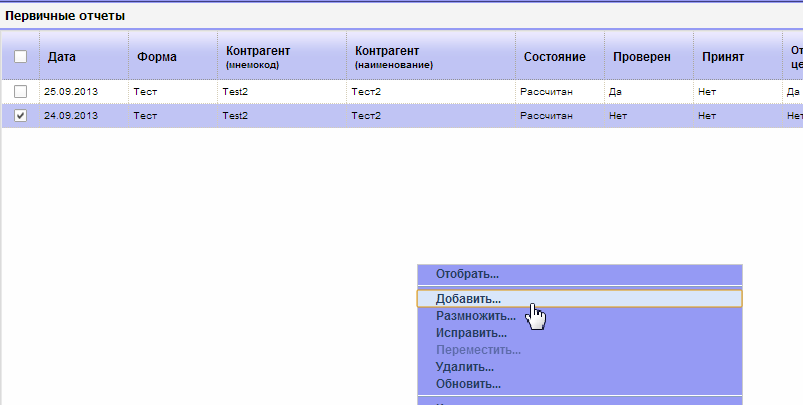 Первичные отчеты
Дата Форма Контрагент (мнемокод) Контрагент (наименование) Состояние Проверен Принят
25.09.2013 Тест Test2 Тест2 Рассчитан Да Нет Да
24.09.2013 Тест Test2 Тест2 Рассчитан Нет Нет Нет
Отобрать...
Добавить...
Размножить...
Исправить...
Переместить...
Удалить...
Обновить...